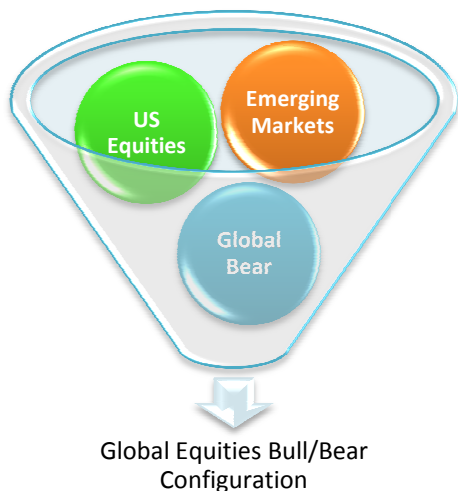 US
Equities
Emerging
Markets
Global
Bear
Global Equities Bull/Bear
Configuration